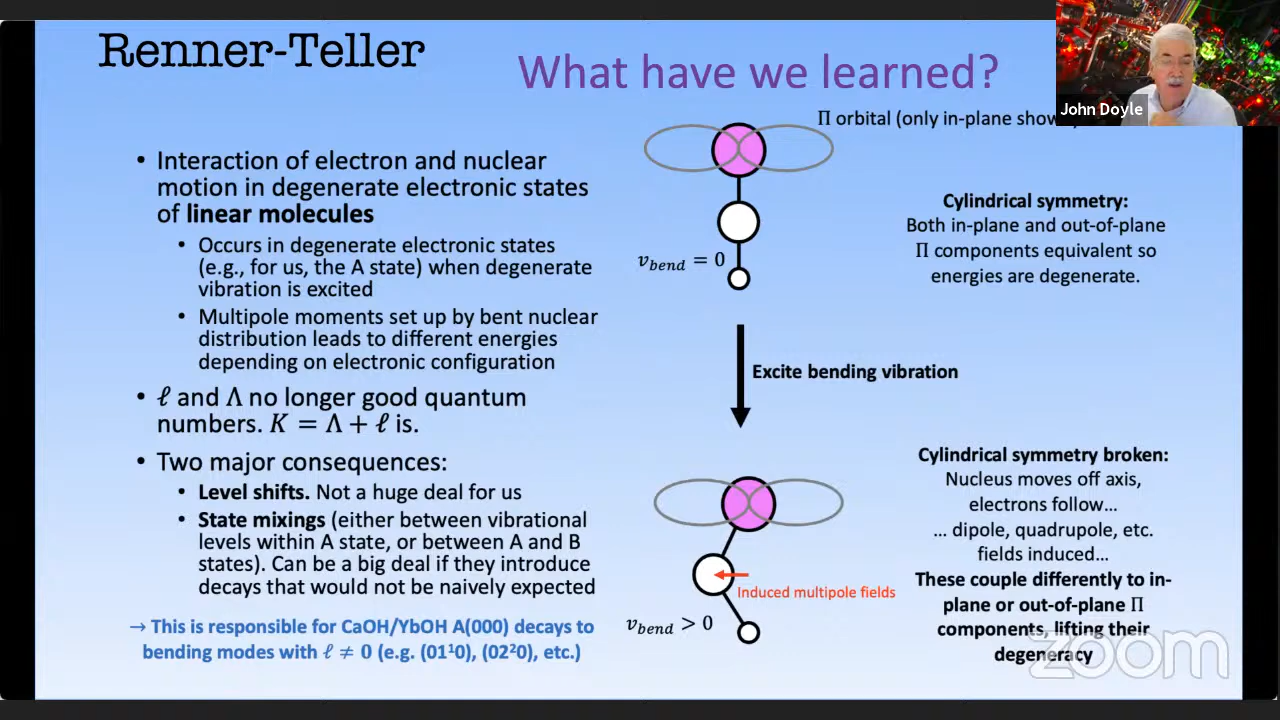 Renner-Teller
What have we learned?
John Doyle
Π orbital (only in-plane
• Interaction of electron and nuclear
motion in degenerate electronic states
of linear molecules
• Occurs in degenerate electronic states
(e.g., for us, the A state) when degenerate
vibration is excited
• Multipole moments set up by bent nuclear
distribution leads to different energies
depending on electronic configuration
• ℓ and Λ no longer good quantum
numbers. K = Λ + ℓ is.
• Two major consequences:
• Level shifts. Not a huge deal for us
• State mixings (either between vibrational
levels within A state, or between A and B
states). Can be a big deal if they introduce
decays that would not be naively expected
→ This is responsible for CaOH/YbOH A(000) decays to
bending modes with ℓ ≠ 0 (e.g. (01¹0), (02²0), etc.)
v_bend = 0
Excite bending vibration
Induced multipole fields
v_bend > 0
Cylindrical symmetry:
Both in-plane and out-of-plane
Π components equivalent so
energies are degenerate.
Cylindrical symmetry broken:
Nucleus moves off axis,
electrons follow…
… dipole, quadrupole, etc.
fields induced…
These couple differently to in-
plane or out-of-plane Π
components, lifting their
degeneracy
zoom